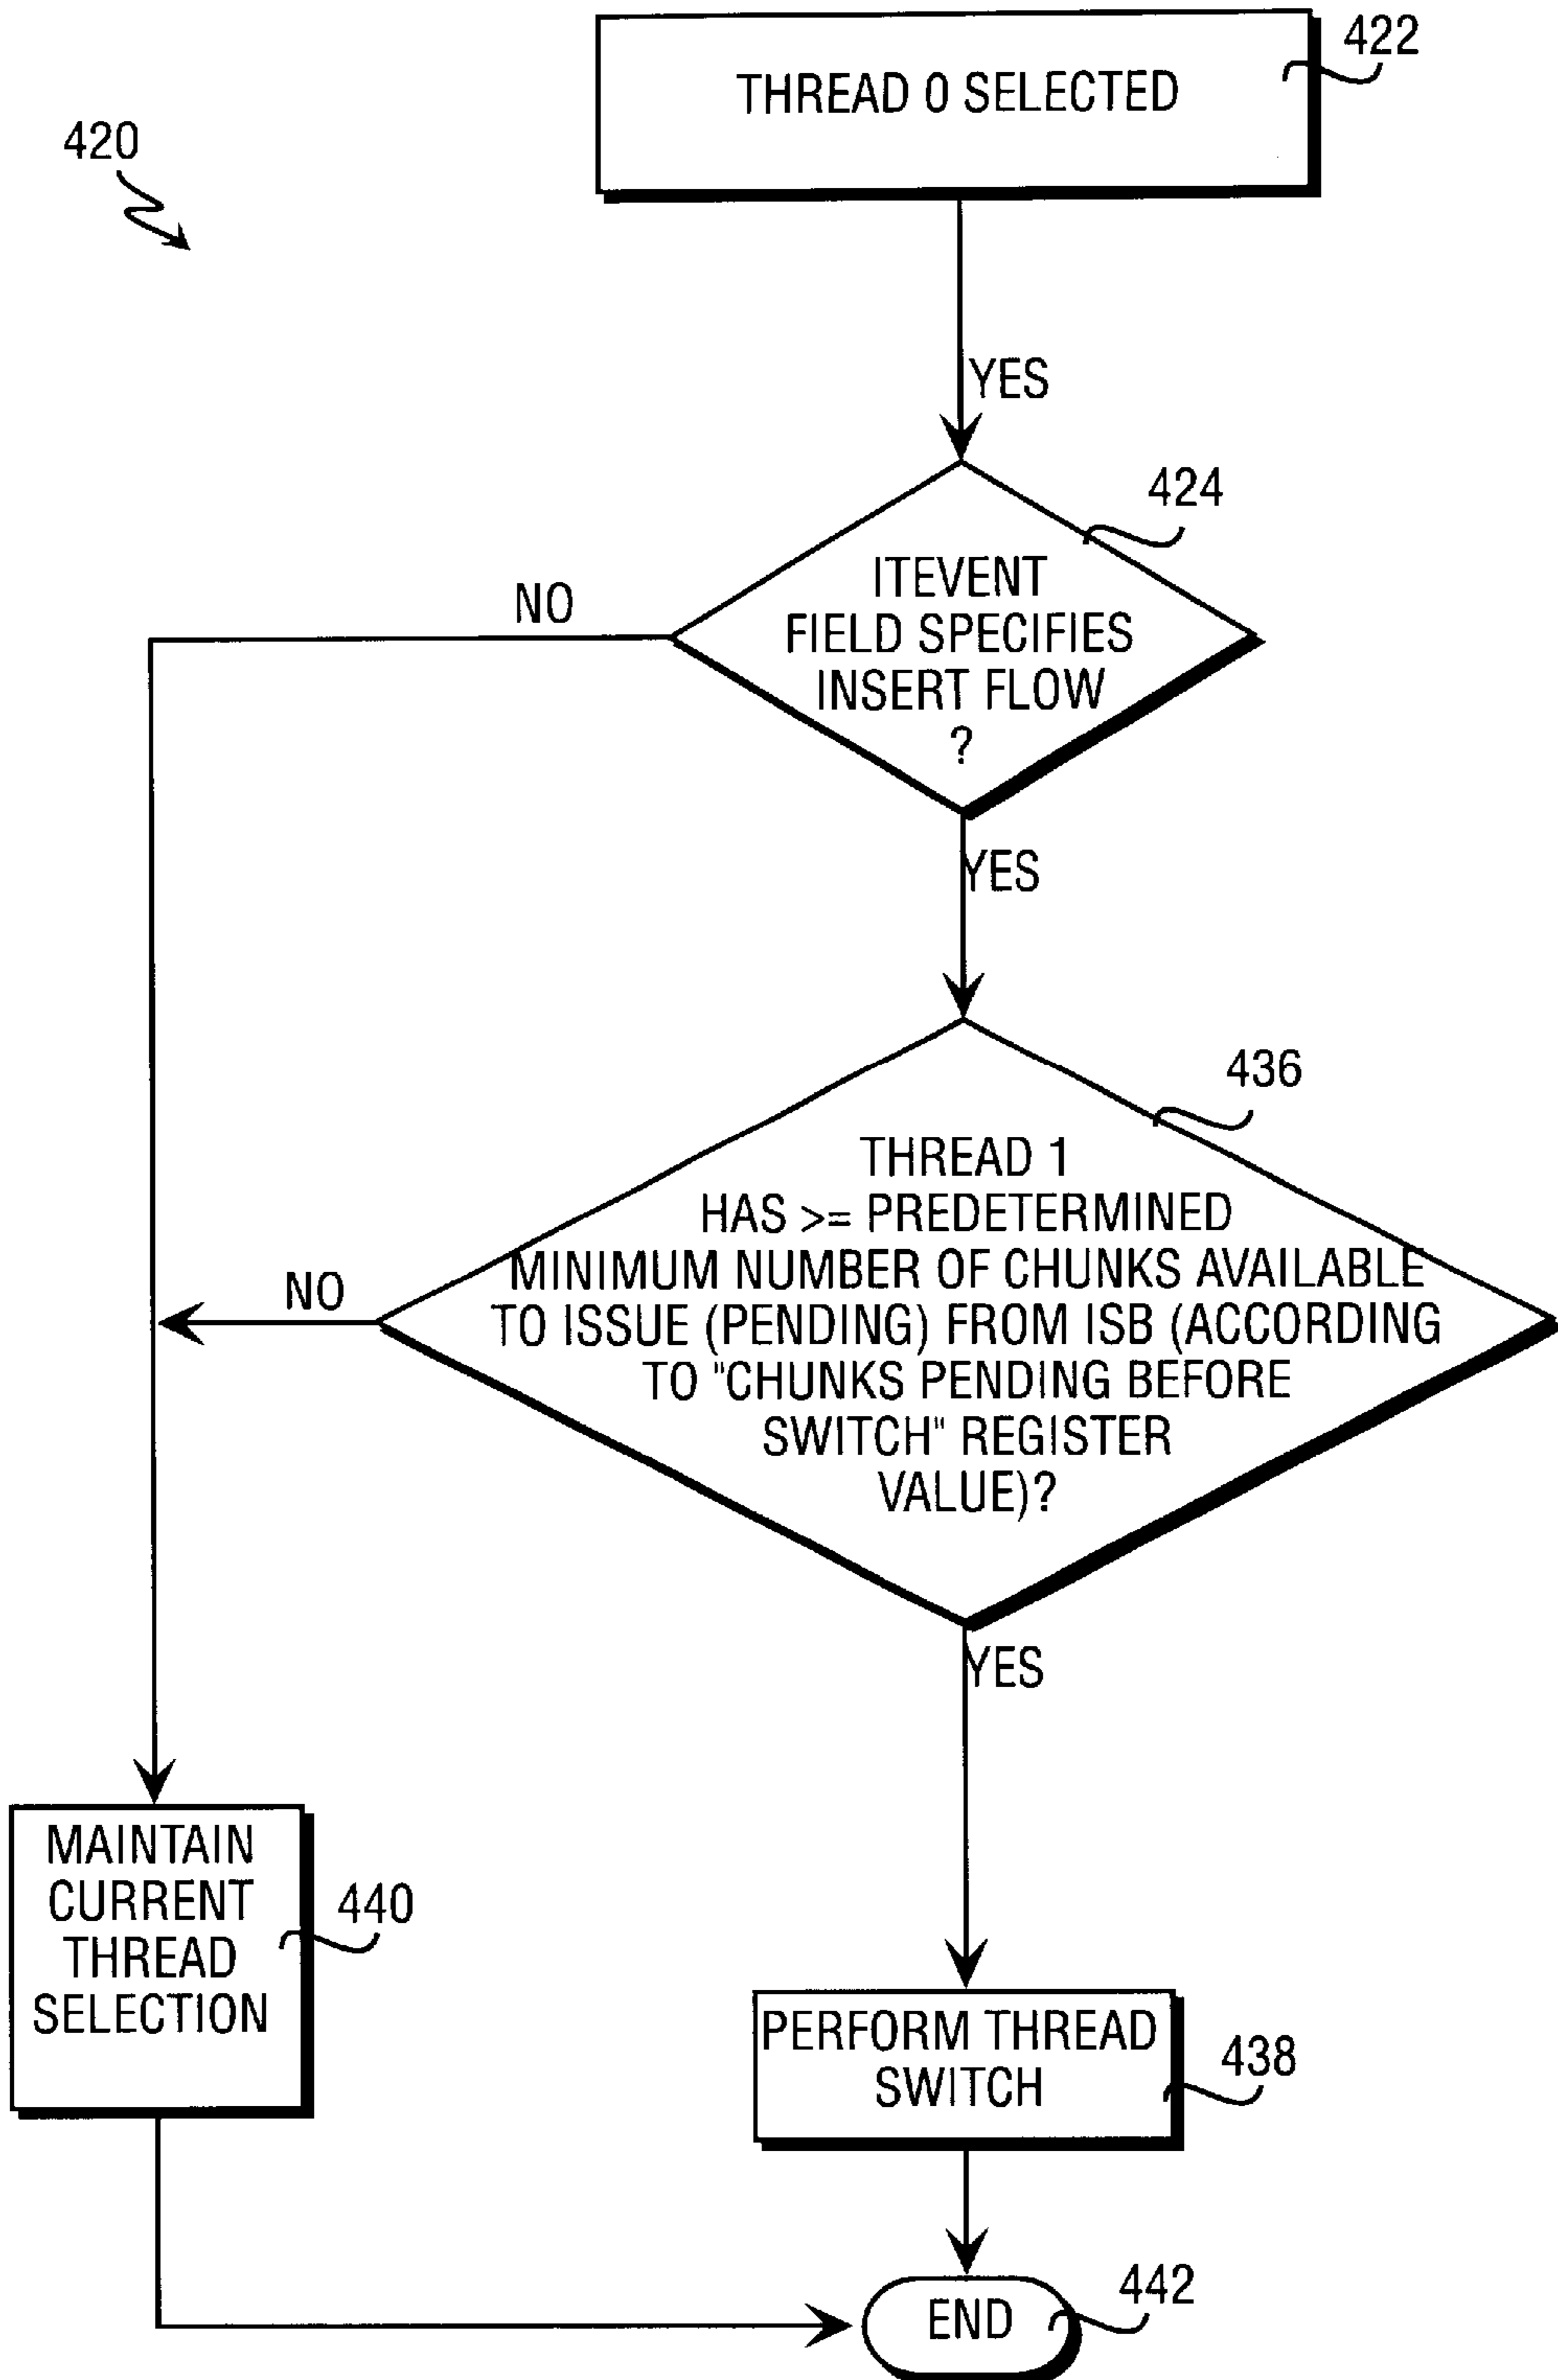 422
THREAD 0 SELECTED
420
YES
424
ITEVENT
FIELD SPECIFIES
INSERT FLOW
?
NO
YES
436
THREAD 1
HAS >= PREDETERMINED
MINIMUM NUMBER OF CHUNKS AVAILABLE
TO ISSUE (PENDING) FROM ISB (ACCORDING
TO "CHUNKS PENDING BEFORE
SWITCH" REGISTER
VALUE)?
NO
YES
MAINTAIN
CURRENT
THREAD
SELECTION
440
PERFORM THREAD
SWITCH
438
END
442